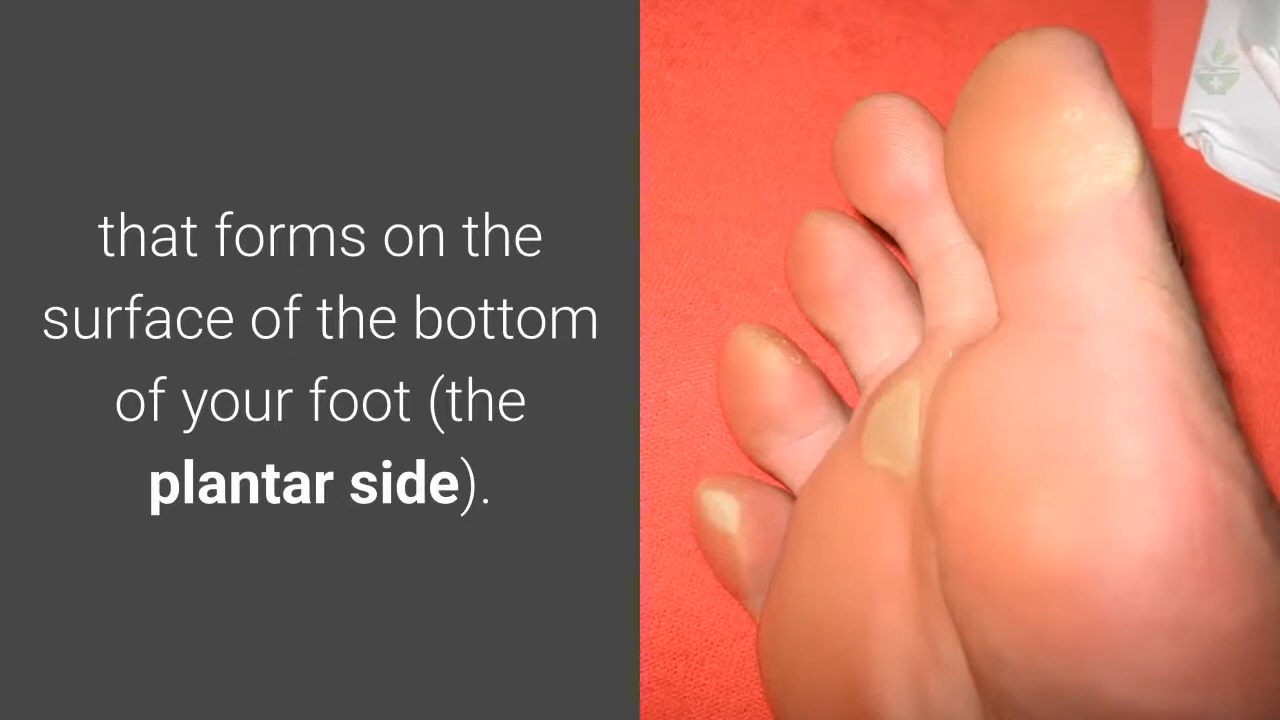 that forms on the
surface of the bottom
of your foot (the
plantar side).